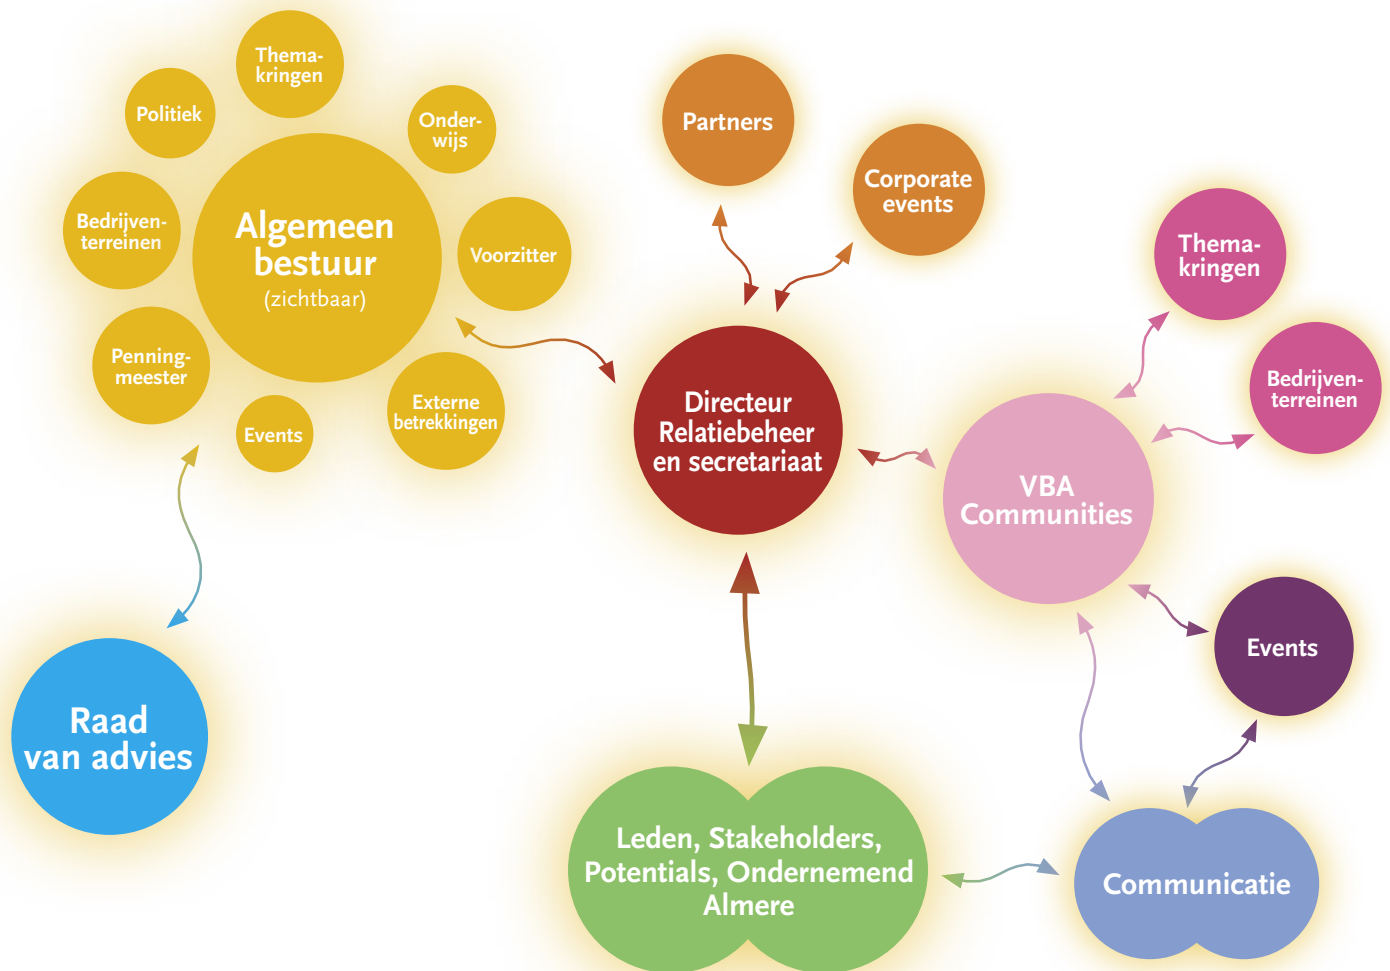 Thema-
kringen
Politiek
Onder-
wijs
Bedrijven-
terreinen
Algemeen
bestuur
(zichtbaar)
Voorzitter
Penning-
meester
Events
Externe
betrekkingen
Partners
Corporate
events
Directeur
Relatiebeheer
en secretariaat
Thema-
kringen
Bedrijven-
terreinen
VBA
Communities
Events
Raad
van advies
Leden, Stakeholders,
Potentials, Ondernemend
Almere
Communicatie